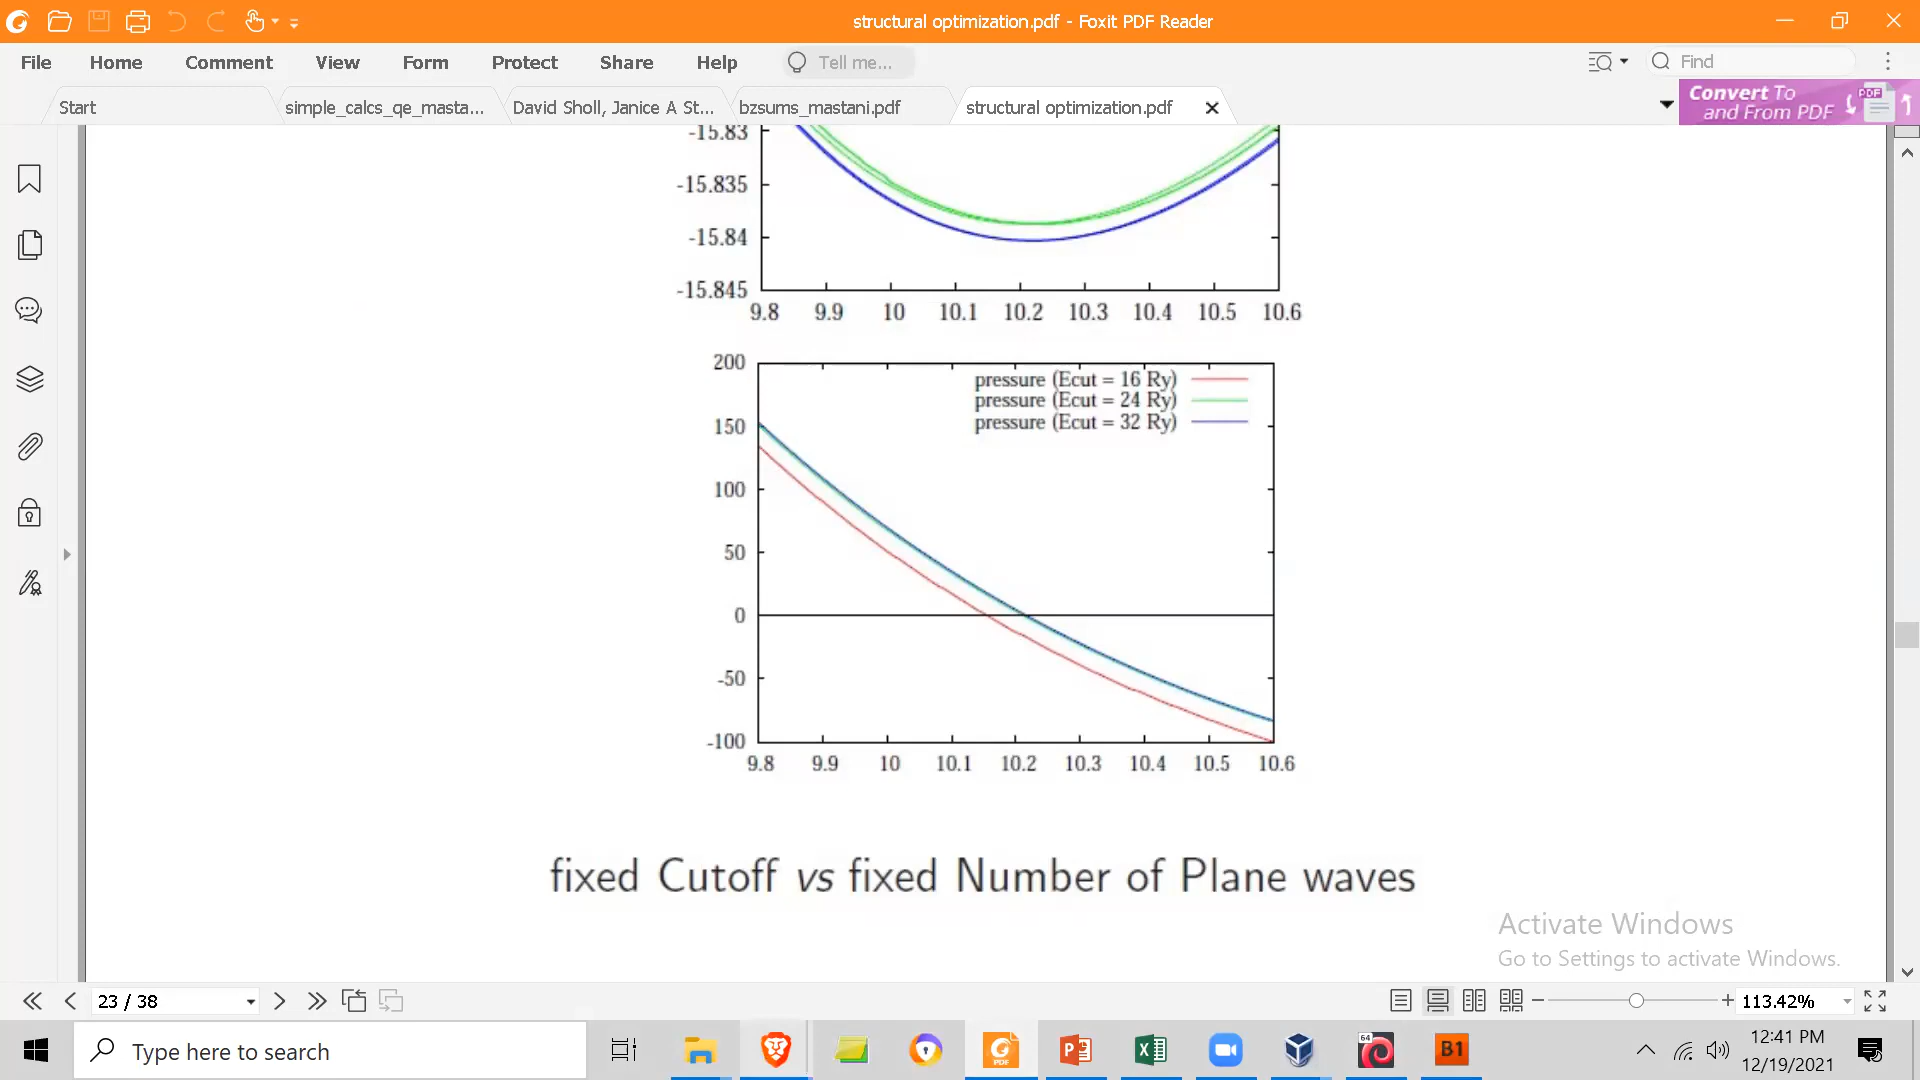 structural optimization.pdf - Foxit PDF Reader
File Home Comment View Form Protect Share Help Tell me... Find
Start simple_calcs_qe_masta... David Sholl, Janice A St... bzsums_mastani.pdf structural optimization.pdf
Convert To
and From PDF
PDF
-15.83
-15.835
-15.84
-15.845
9.8 9.9 10 10.1 10.2 10.3 10.4 10.5 10.6
200
pressure (Ecut = 16 Ry)
pressure (Ecut = 24 Ry)
pressure (Ecut = 32 Ry)
150
100
50
0
-50
-100
9.8 9.9 10 10.1 10.2 10.3 10.4 10.5 10.6
fixed Cutoff vs fixed Number of Plane waves
Activate Windows
Go to Settings to activate Windows.
23 / 38
113.42%
Type here to search
64
B1
12:41 PM
12/19/2021